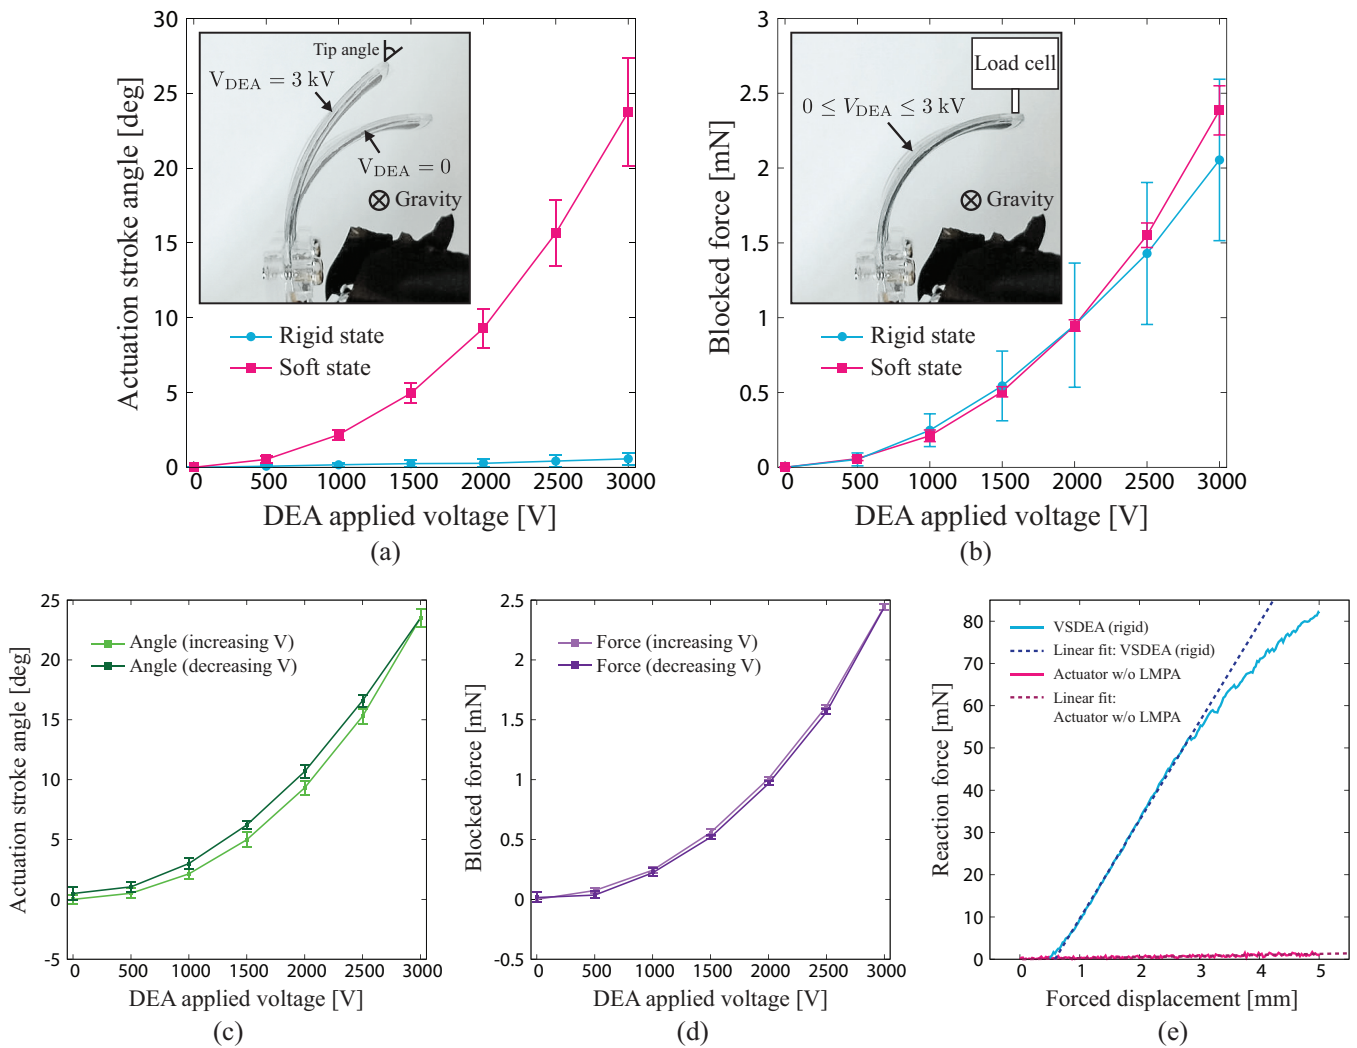 30
25
20
15
10
5
0
Actuation stroke angle [deg]
Tip angle
V_DEA = 3 kV
V_DEA = 0
⊗ Gravity
Rigid state
Soft state
0 500 1000 1500 2000 2500 3000
DEA applied voltage [V]
(a)
3
2.5
2
1.5
1
0.5
0
Blocked force [mN]
Load cell
0 ≤ V_DEA ≤ 3 kV
⊗ Gravity
Rigid state
Soft state
0 500 1000 1500 2000 2500 3000
DEA applied voltage [V]
(b)
25
20
15
10
5
0
-5
Actuation stroke angle [deg]
Angle (increasing V)
Angle (decreasing V)
0 500 1000 1500 2000 2500 3000
DEA applied voltage [V]
(c)
2.5
2
1.5
1
0.5
0
-0.5
Blocked force [mN]
Force (increasing V)
Force (decreasing V)
0 500 1000 1500 2000 2500 3000
DEA applied voltage [V]
(d)
80
70
60
50
40
30
20
10
0
Reaction force [mN]
VSDEA (rigid)
Linear fit: VSDEA (rigid)
Actuator w/o LMPA
Linear fit:
Actuator w/o LMPA
0 1 2 3 4 5
Forced displacement [mm]
(e)